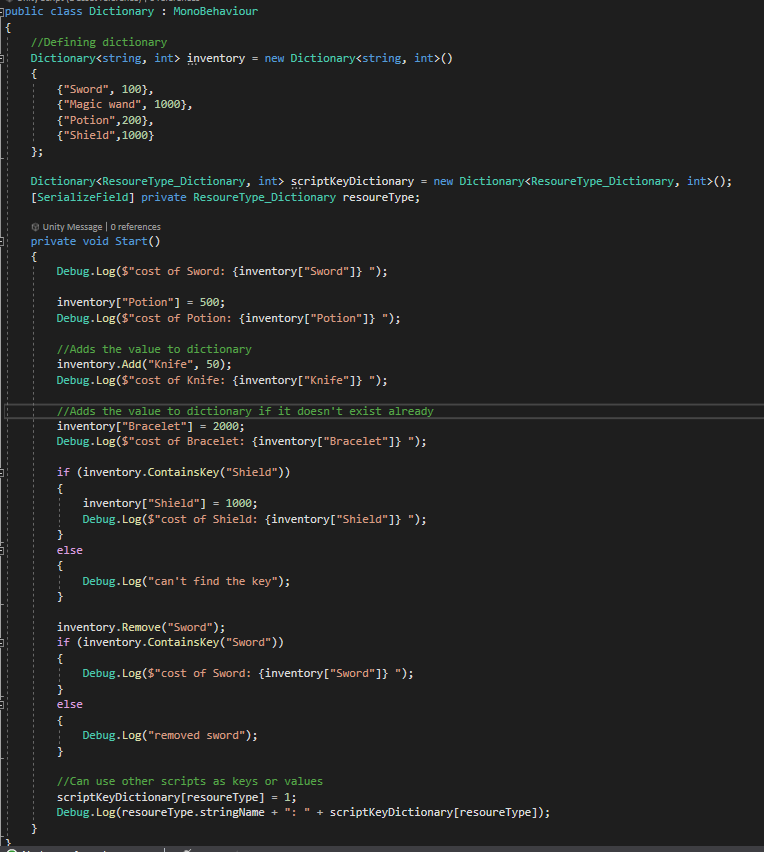 public class Dictionary : MonoBehaviour
{
//Defining dictionary
Dictionary<string, int> inventory = new Dictionary<string, int>()
{
{"Sword", 100},
{"Magic wand", 1000},
{"Potion",200},
{"Shield",1000}
};
Dictionary<ResoureType_Dictionary, int> scriptKeyDictionary = new Dictionary<ResoureType_Dictionary, int>();
[SerializeField] private ResoureType_Dictionary resoureType;
Unity Message | 0 references
private void Start()
{
Debug.Log($"cost of Sword: {inventory["Sword"]} ");
inventory["Potion"] = 500;
Debug.Log($"cost of Potion: {inventory["Potion"]} ");
//Adds the value to dictionary
inventory.Add("Knife", 50);
Debug.Log($"cost of Knife: {inventory["Knife"]} ");
//Adds the value to dictionary if it doesn't exist already
inventory["Bracelet"] = 2000;
Debug.Log($"cost of Bracelet: {inventory["Bracelet"]} ");
if (inventory.ContainsKey("Shield"))
{
inventory["Shield"] = 1000;
Debug.Log($"cost of Shield: {inventory["Shield"]} ");
}
else
{
Debug.Log("can't find the key");
}
inventory.Remove("Sword");
if (inventory.ContainsKey("Sword"))
{
Debug.Log($"cost of Sword: {inventory["Sword"]} ");
}
else
{
Debug.Log("removed sword");
}
//Can use other scripts as keys or values
scriptKeyDictionary[resoureType] = 1;
Debug.Log(resoureType.stringName + ": " + scriptKeyDictionary[resoureType]);
}
}